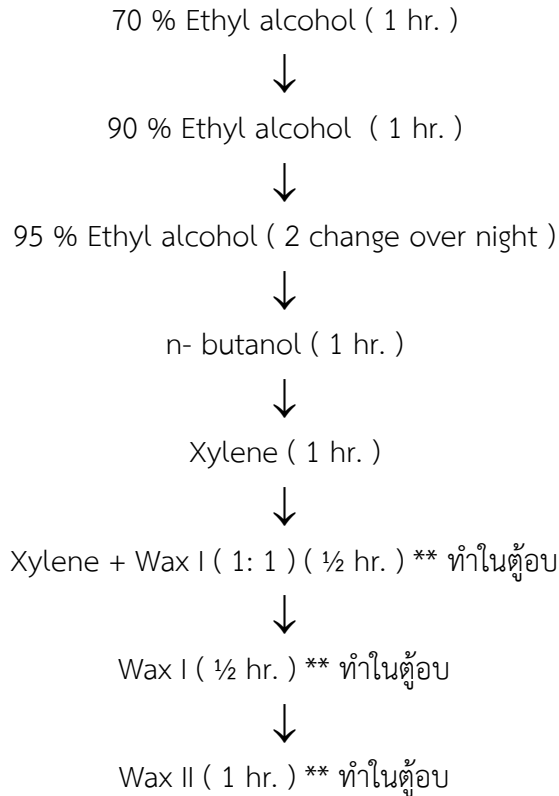 70 % Ethyl alcohol ( 1 hr. )
↓
90 % Ethyl alcohol ( 1 hr. )
↓
95 % Ethyl alcohol ( 2 change over night )
↓
n- butanol ( 1 hr. )
↓
Xylene ( 1 hr. )
↓
Xylene + Wax I ( 1: 1 ) ( ½ hr. ) ** ทำในตู้อบ
↓
Wax I ( ½ hr. ) ** ทำในตู้อบ
↓
Wax II ( 1 hr. ) ** ทำในตู้อบ